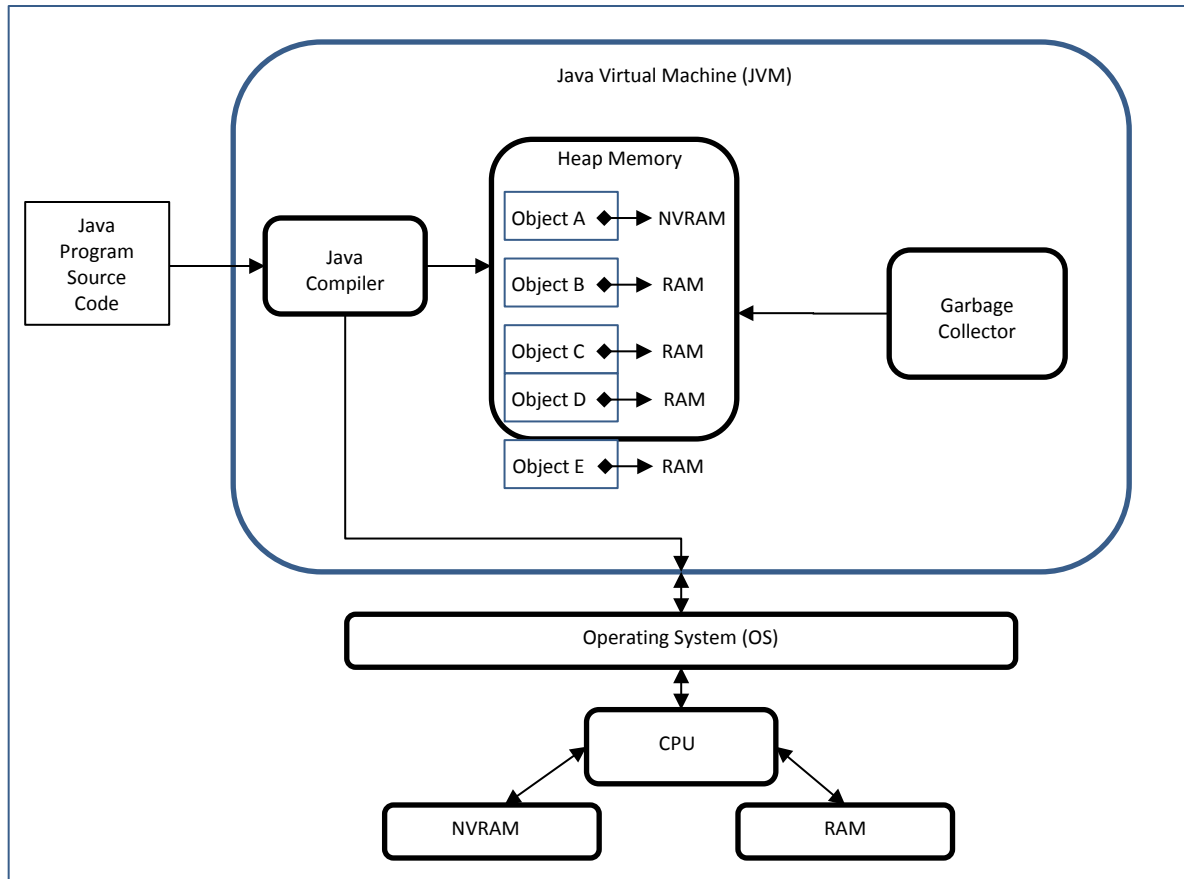 Java Virtual Machine (JVM)
Heap Memory
Java
Program
Source
Code
Java
Compiler
Object A
NVRAM
Object B
RAM
Object C
RAM
Object D
RAM
Object E
RAM
Garbage
Collector
Operating System (OS)
CPU
NVRAM
RAM